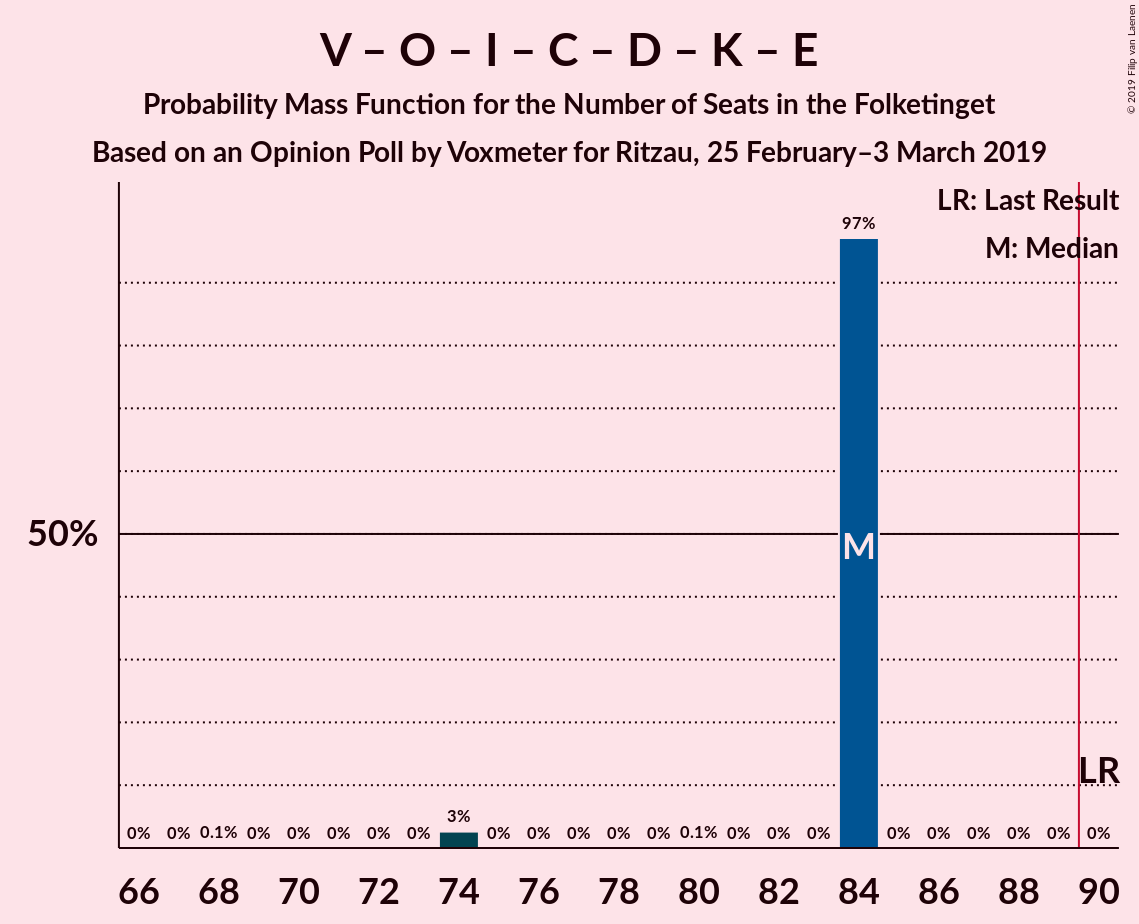 V – O – I – C – D – K – E
Probability Mass Function for the Number of Seats in the Folketinget
Based on an Opinion Poll by Voxmeter for Ritzau, 25 February–3 March 2019
© 2019 Filip van Laenen
LR: Last Result
M: Median
97%
50%
M
LR
0% 0% 0.1% 0% 0% 0% 0% 0% 3% 0% 0% 0% 0% 0% 0.1% 0% 0% 0% 0% 0% 0% 0% 0% 0%
66 68 70 72 74 76 78 80 82 84 86 88 90